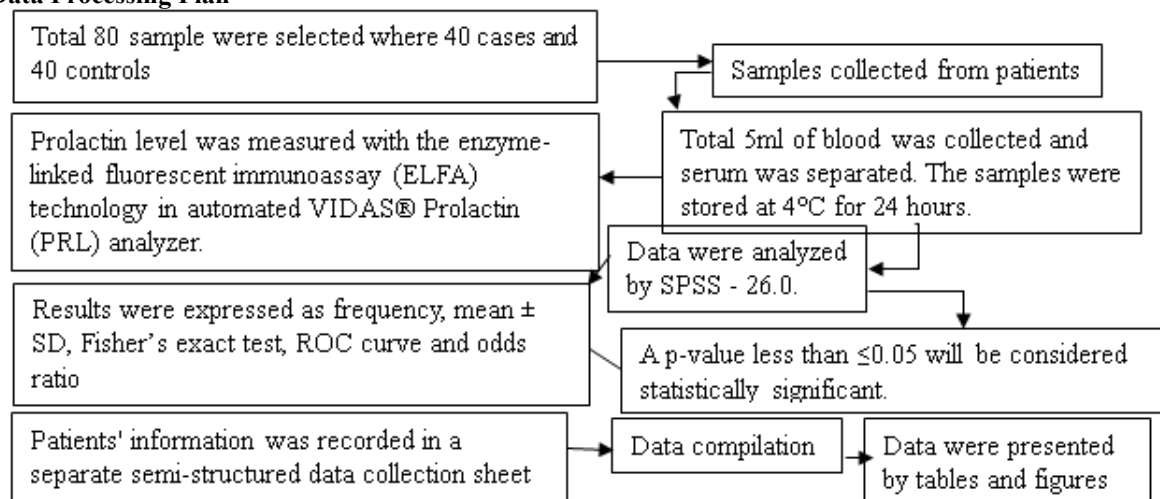 Data Processing Plan
Total 80 sample were selected where 40 cases and
40 controls
Samples collected from patients
Total 5ml of blood was collected and
serum was separated. The samples were
stored at 4°C for 24 hours.
Prolactin level was measured with the enzyme-
linked fluorescent immunoassay (ELFA)
technology in automated VIDAS® Prolactin
(PRL) analyzer.
Data were analyzed
by SPSS - 26.0.
Results were expressed as frequency, mean ±
SD, Fisher’s exact test, ROC curve and odds
ratio
A p-value less than ≤0.05 will be considered
statistically significant.
Patients' information was recorded in a
separate semi-structured data collection sheet
Data compilation
Data were presented
by tables and figures